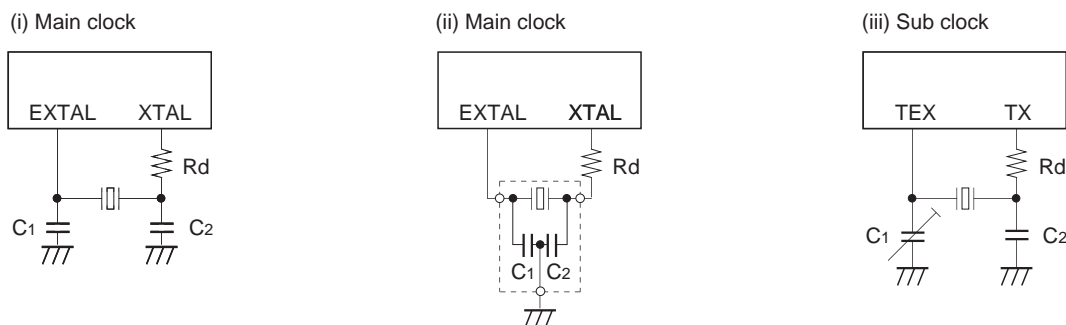 (i) Main clock
EXTAL XTAL
Rd
C1 C2
(ii) Main clock
EXTAL XTAL
Rd
C1 C2
(iii) Sub clock
TEX TX
Rd
C1 C2